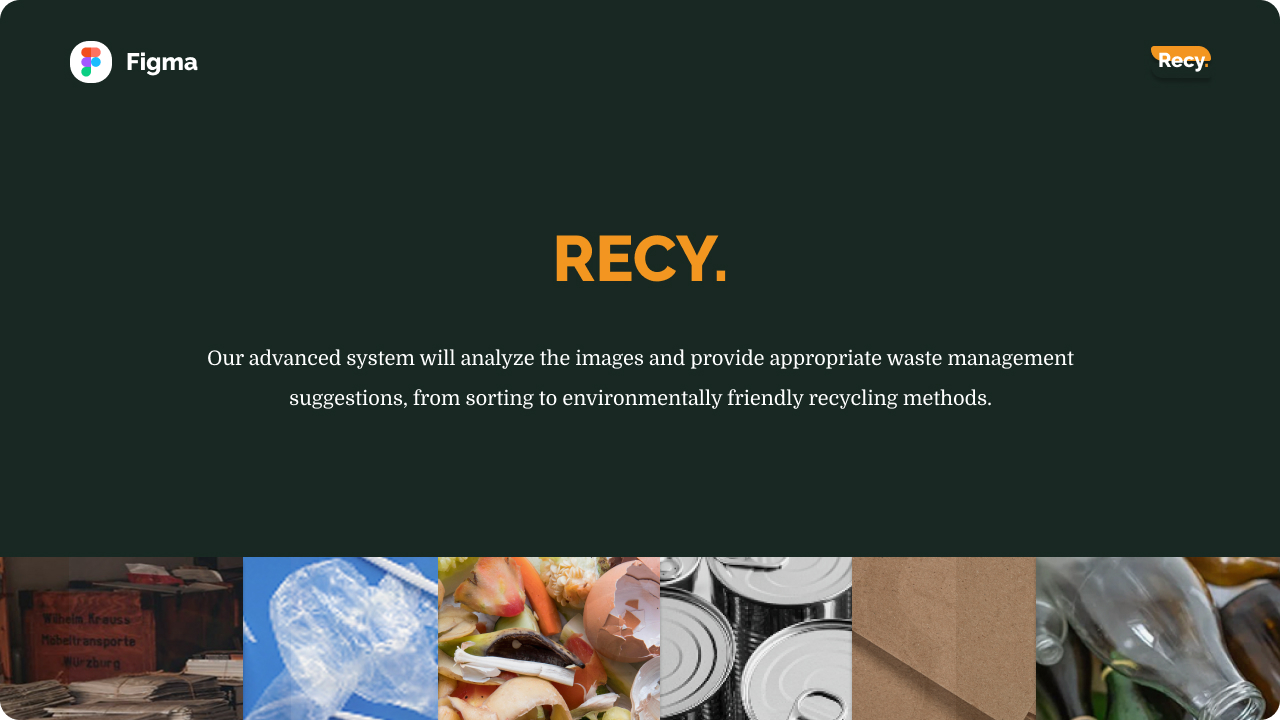 Figma
Recy.
RECY.
Our advanced system will analyze the images and provide appropriate waste management
suggestions, from sorting to environmentally friendly recycling methods.
Wilhelm Krauss
Möbeltransporte
Würzburg